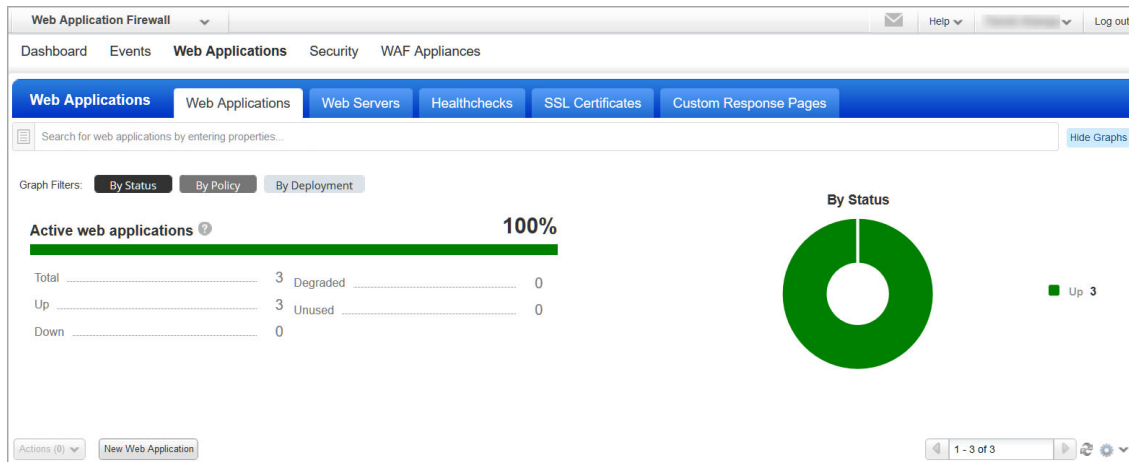 Web Application Firewall Help Log out
Dashboard Events Web Applications Security WAF Appliances
Web Applications Web Applications Web Servers Healthchecks SSL Certificates Custom Response Pages
Search for web applications by entering properties... Hide Graphs
Graph Filters: By Status By Policy By Deployment
By Status
Active web applications ? 100%
Total 3 Degraded 0
Up 3 Unused 0
Down 0
Up 3
Actions (0) New Web Application 1 - 3 of 3